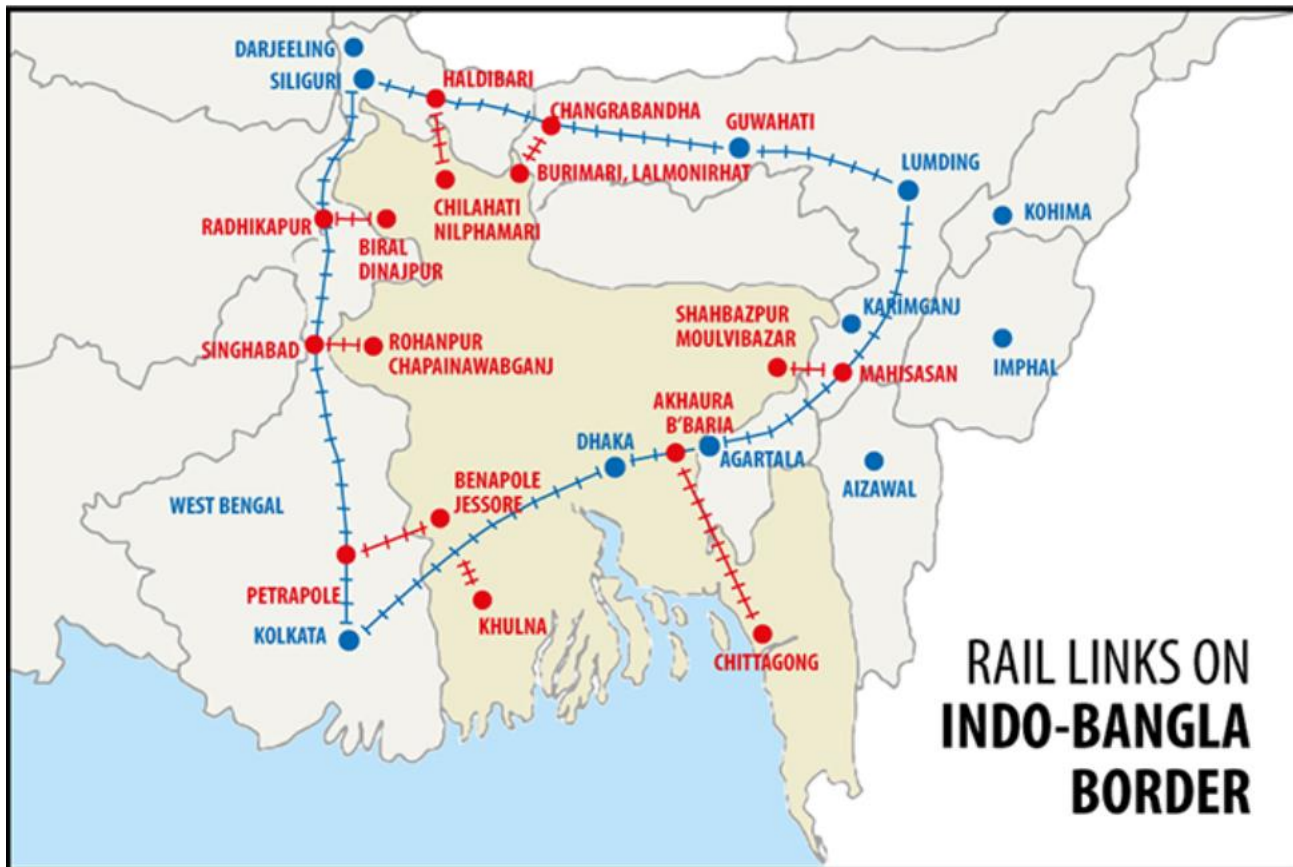 DARJEELING
SILIGURI
HALDIBARI
CHANGRABANDHA
GUWAHATI
LUMDING
BURIMARI, LALMONIRHAT
KOHIMA
CHILAHATI
NILPHAMARI
RADHIKAPUR
BIRAL
DINAJPUR
SHAHBAZPUR
MOULVIBAZAR
KARIMGANJ
SINGHABAD
ROHANPUR
CHAPAINAWABGANJ
IMPHAL
MAHISASAN
AKHAURA
B'BARIA
DHAKA
AGARTALA
BENAPOLE
JESSORE
AIZAWAL
WEST BENGAL
PETRAPOLE
KOLKATA
KHULNA
CHITTAGONG
RAIL LINKS ON
INDO-BANGLA
BORDER